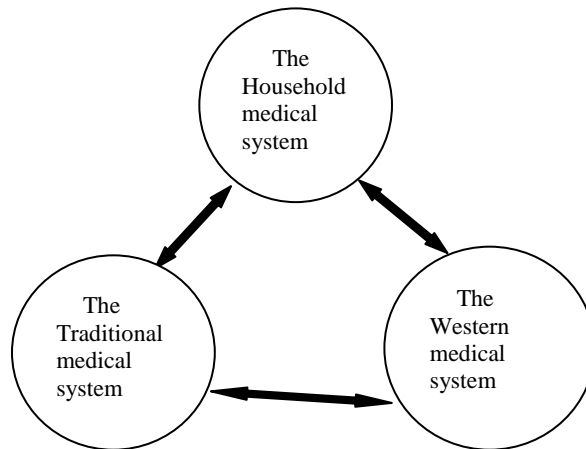 The
Household
medical
system
The
Traditional
medical
system
The
Western
medical
system